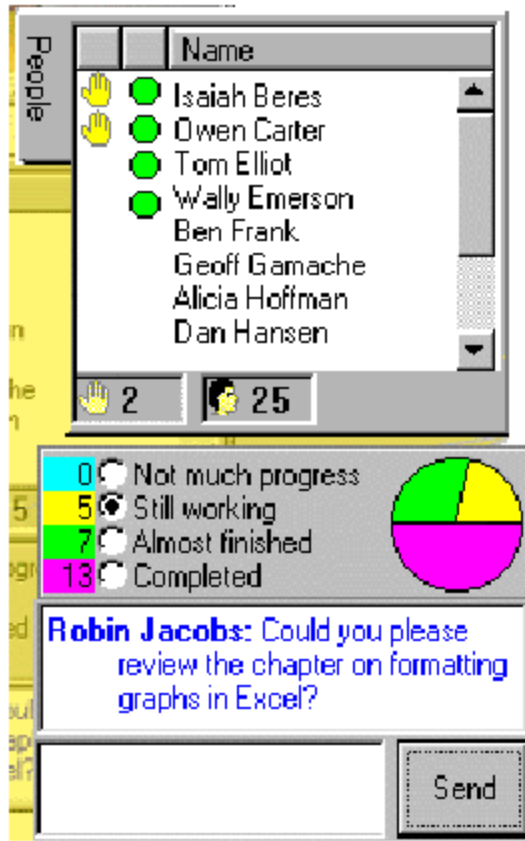 People
Name
Isaiah Beres
Owen Carter
Tom Elliot
Wally Emerson
Ben Frank
Geoff Gamache
Alicia Hoffman
Dan Hansen
2
25
0 Not much progress
5 Still working
7 Almost finished
13 Completed
Robin Jacobs: Could you please
review the chapter on formatting
graphs in Excel?
Send